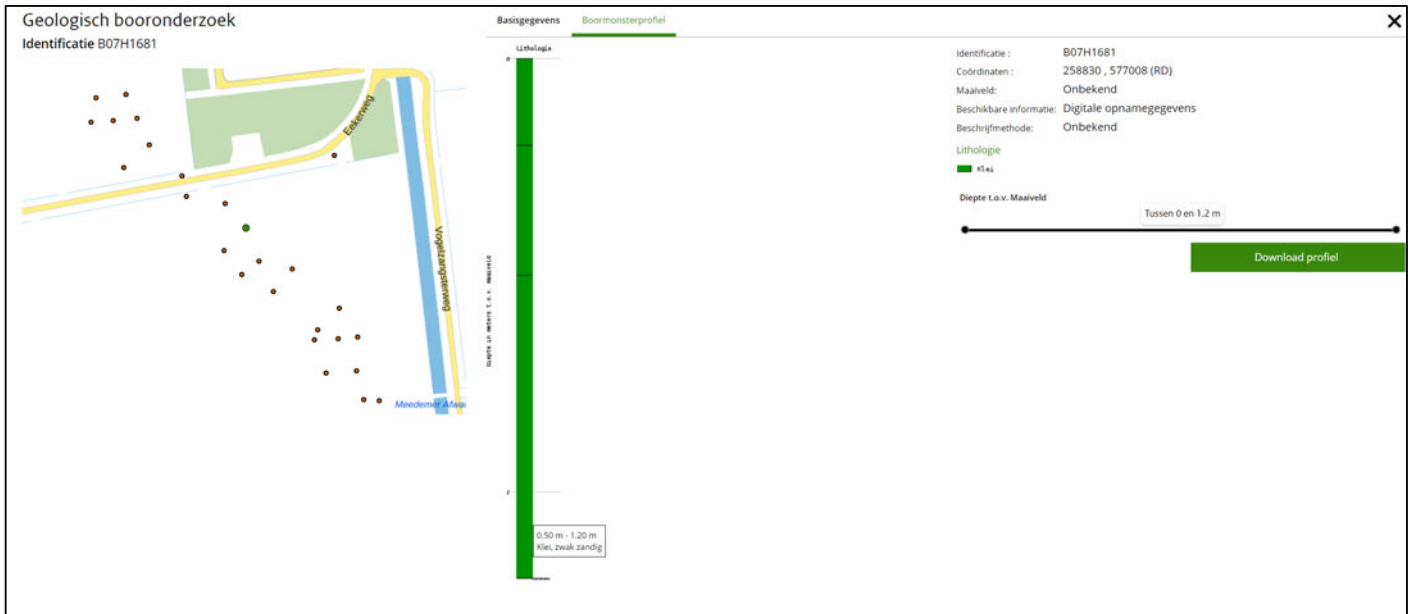 Geologisch booronderzoek
Identificatie B07H1681
Eekerweg
Vogelzangsterweg
Meedemer Afwa
Basisgegevens
Boormonsterprofiel
Lithologie
0
Diepte in meters t.o.v. maaiveld
1
0.50 m - 1.20 m
Klei, zwak zandig
Identificatie : B07H1681
Coördinaten : 258830 , 577008 (RD)
Maaiveld: Onbekend
Beschikbare informatie: Digitale opnamegegevens
Beschrijfmethode: Onbekend
Lithologie
Klei
Diepte t.o.v. Maaiveld
Tussen 0 en 1.2 m
Download profiel